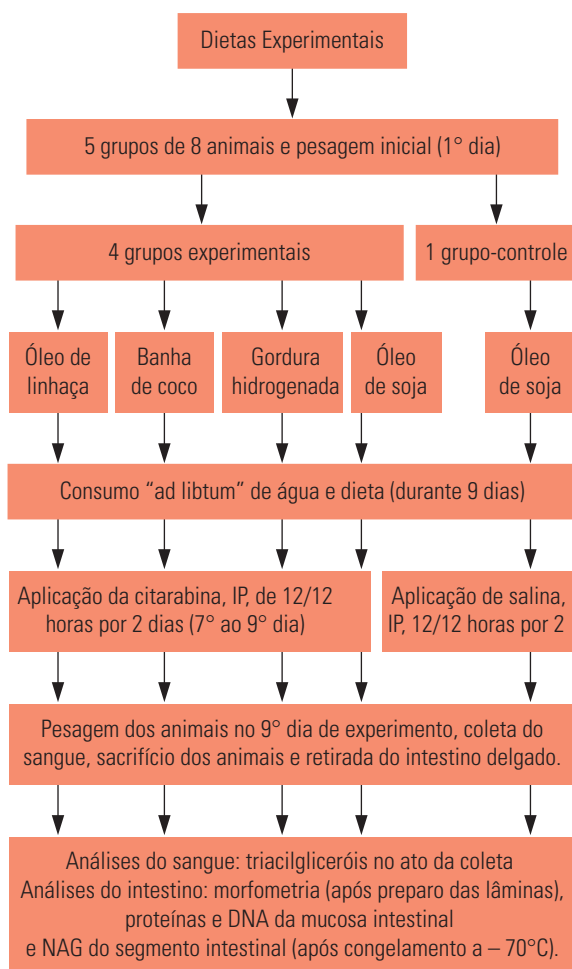 Dietas Experimentais
5 grupos de 8 animais e pesagem inicial (1° dia)
4 grupos experimentais
1 grupo-controle
Óleo de
linhaça
Banha
de coco
Gordura
hidrogenada
Óleo
de soja
Óleo
de soja
Consumo “ad libtum” de água e dieta (durante 9 dias)
Aplicação da citarabina, IP, de 12/12
horas por 2 dias (7° ao 9° dia)
Aplicação de salina,
IP, 12/12 horas por 2
Pesagem dos animais no 9° dia de experimento, coleta do
sangue, sacrifício dos animais e retirada do intestino delgado.
Análises do sangue: triacilgliceróis no ato da coleta
Análises do intestino: morfometria (após preparo das lâminas),
proteínas e DNA da mucosa intestinal
e NAG do segmento intestinal (após congelamento a – 70°C).